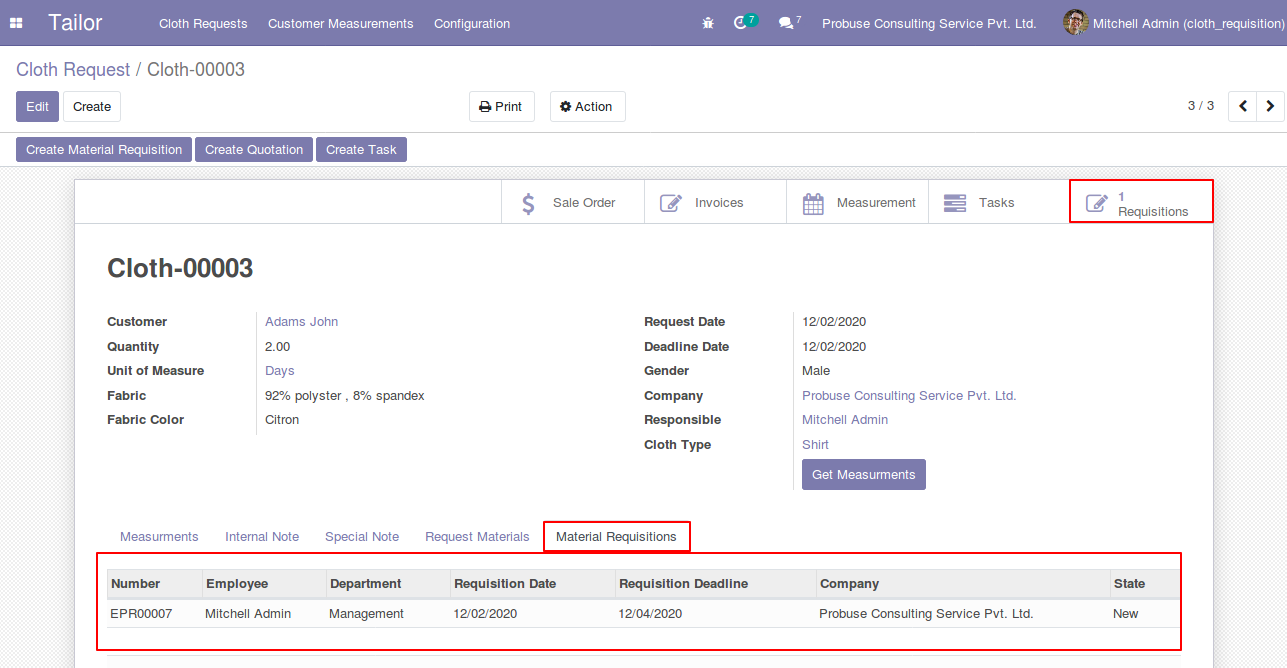 Tailor Cloth Requests Customer Measurements Configuration 7 7 Probuse Consulting Service Pvt. Ltd. Mitchell Admin (cloth_requisition)
Cloth Request / Cloth-00003
Edit Create Print Action 3 / 3
Create Material Requisition Create Quotation Create Task
$ Sale Order Invoices Measurement Tasks 1
Requisitions
Cloth-00003
Customer Adams John Request Date 12/02/2020
Quantity 2.00 Deadline Date 12/02/2020
Unit of Measure Days Gender Male
Fabric 92% polyster , 8% spandex Company Probuse Consulting Service Pvt. Ltd.
Fabric Color Citron Responsible Mitchell Admin
Cloth Type Shirt
Get Measurments
Measurments Internal Note Special Note Request Materials Material Requisitions
Number Employee Department Requisition Date Requisition Deadline Company State
EPR00007 Mitchell Admin Management 12/02/2020 12/04/2020 Probuse Consulting Service Pvt. Ltd. New